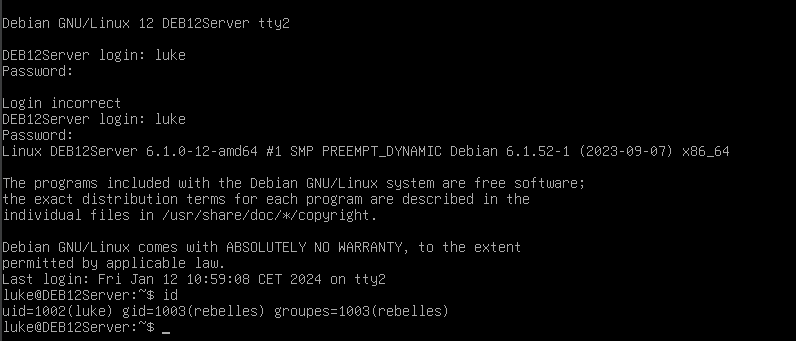 Debian GNU/Linux 12 DEB12Server tty2
DEB12Server login: luke
Password:
Login incorrect
DEB12Server login: luke
Password:
Linux DEB12Server 6.1.0-12-amd64 #1 SMP PREEMPT_DYNAMIC Debian 6.1.52-1 (2023-09-07) x86_64
The programs included with the Debian GNU/Linux system are free software;
the exact distribution terms for each program are described in the
individual files in /usr/share/doc/*/copyright.
Debian GNU/Linux comes with ABSOLUTELY NO WARRANTY, to the extent
permitted by applicable law.
Last login: Fri Jan 12 10:59:08 CET 2024 on tty2
luke@DEB12Server:~$ id
uid=1002(luke) gid=1003(rebelles) groupes=1003(rebelles)
luke@DEB12Server:~$ _